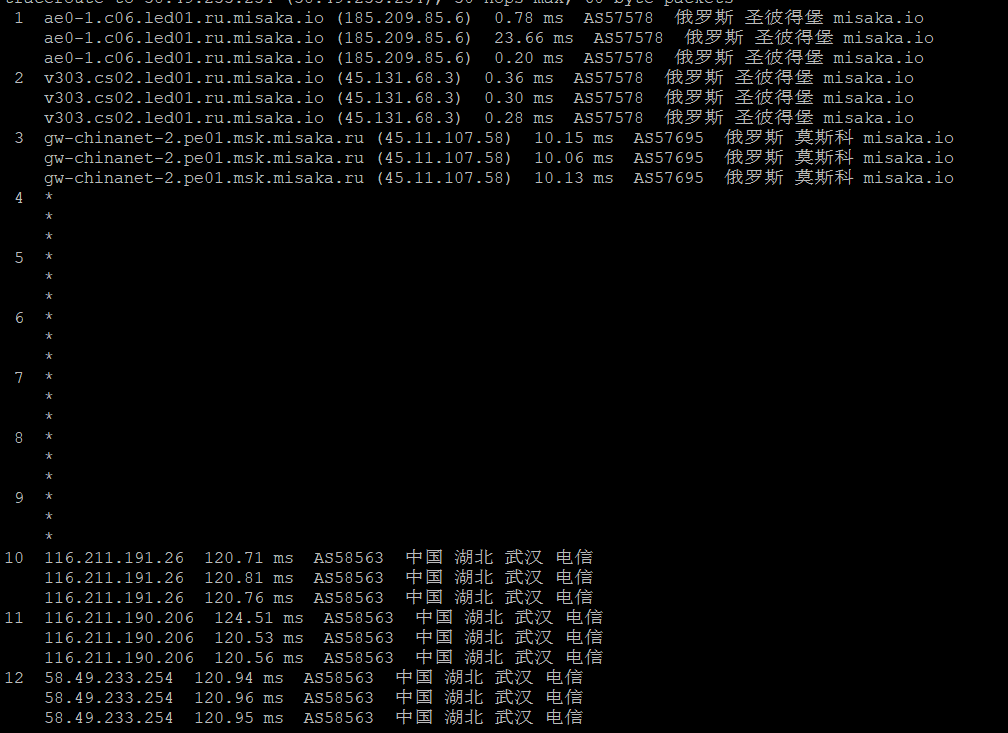 traceroute to 58.49.233.254 (58.49.233.254), 30 hops max, 60 byte packets
1 ae0-1.c06.led01.ru.misaka.io (185.209.85.6) 0.78 ms AS57578 俄罗斯 圣彼得堡 misaka.io
ae0-1.c06.led01.ru.misaka.io (185.209.85.6) 23.66 ms AS57578 俄罗斯 圣彼得堡 misaka.io
ae0-1.c06.led01.ru.misaka.io (185.209.85.6) 0.20 ms AS57578 俄罗斯 圣彼得堡 misaka.io
2 v303.cs02.led01.ru.misaka.io (45.131.68.3) 0.36 ms AS57578 俄罗斯 圣彼得堡 misaka.io
v303.cs02.led01.ru.misaka.io (45.131.68.3) 0.30 ms AS57578 俄罗斯 圣彼得堡 misaka.io
v303.cs02.led01.ru.misaka.io (45.131.68.3) 0.28 ms AS57578 俄罗斯 圣彼得堡 misaka.io
3 gw-chinanet-2.pe01.msk.misaka.ru (45.11.107.58) 10.15 ms AS57695 俄罗斯 莫斯科 misaka.io
gw-chinanet-2.pe01.msk.misaka.ru (45.11.107.58) 10.06 ms AS57695 俄罗斯 莫斯科 misaka.io
gw-chinanet-2.pe01.msk.misaka.ru (45.11.107.58) 10.13 ms AS57695 俄罗斯 莫斯科 misaka.io
4 *
*
*
5 *
*
*
6 *
*
*
7 *
*
*
8 *
*
*
9 *
*
*
10 116.211.191.26 120.71 ms AS58563 中国 湖北 武汉 电信
116.211.191.26 120.81 ms AS58563 中国 湖北 武汉 电信
116.211.191.26 120.76 ms AS58563 中国 湖北 武汉 电信
11 116.211.190.206 124.51 ms AS58563 中国 湖北 武汉 电信
116.211.190.206 120.53 ms AS58563 中国 湖北 武汉 电信
116.211.190.206 120.56 ms AS58563 中国 湖北 武汉 电信
12 58.49.233.254 120.94 ms AS58563 中国 湖北 武汉 电信
58.49.233.254 120.96 ms AS58563 中国 湖北 武汉 电信
58.49.233.254 120.95 ms AS58563 中国 湖北 武汉 电信